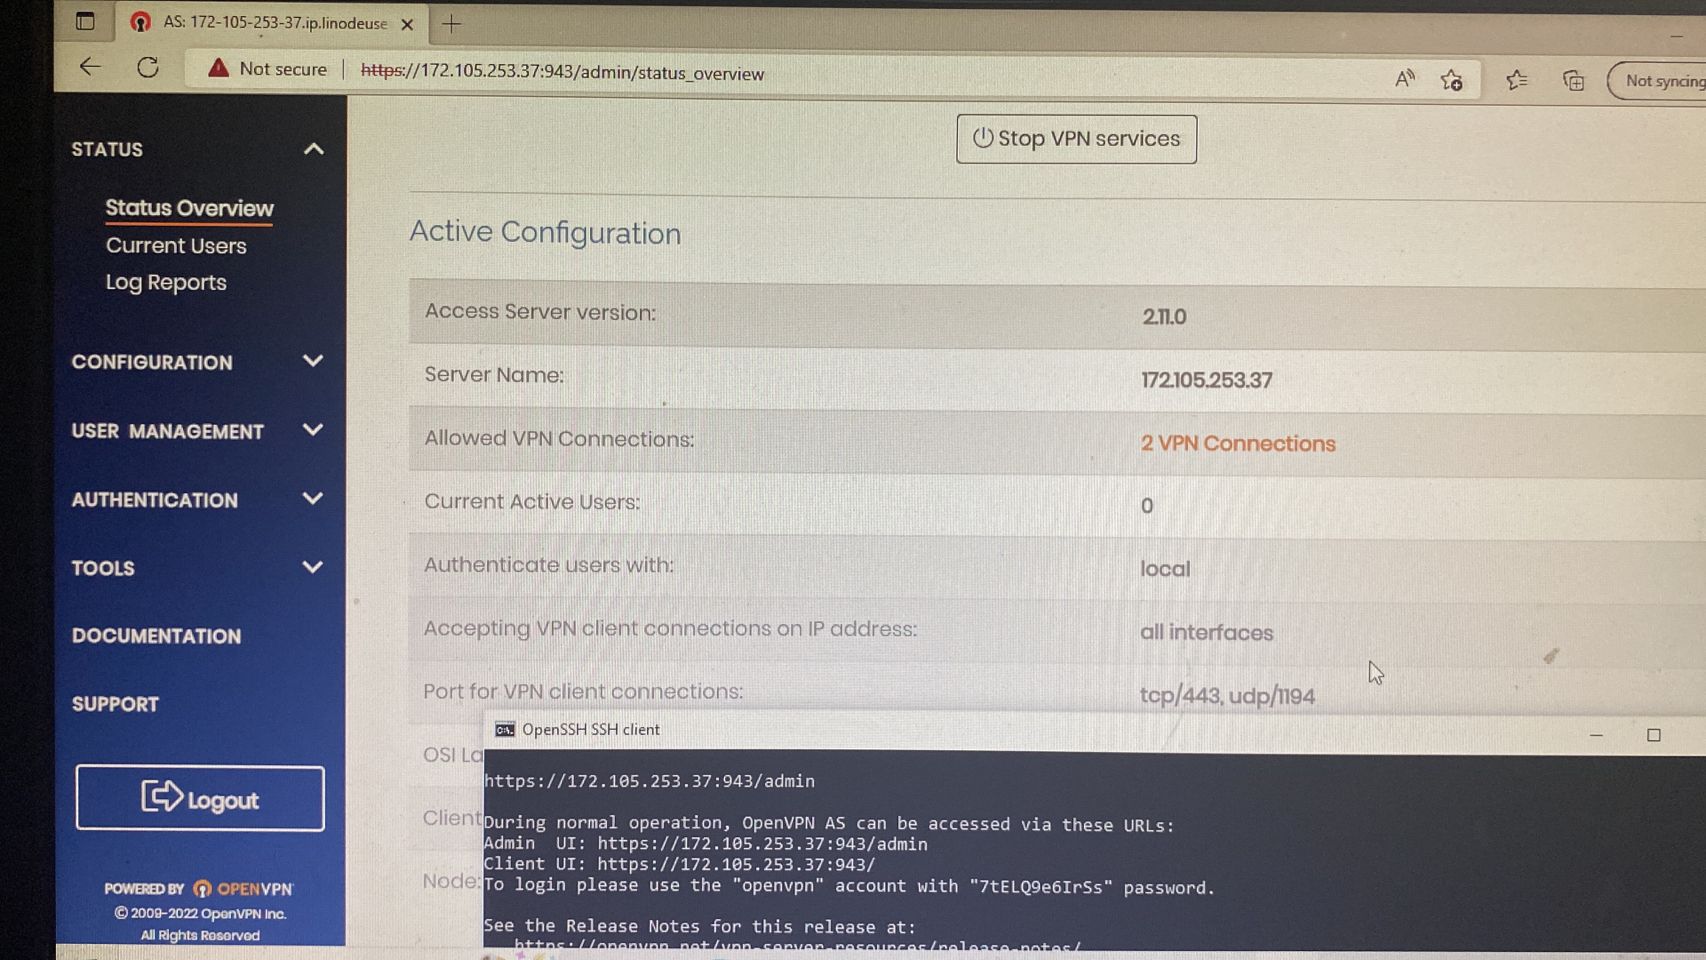 AS: 172-105-253-37.ip.linodeuse
Not secure https://172.105.253.37:943/admin/status_overview
Not syncing
STATUS
Status Overview
Current Users
Log Reports
CONFIGURATION
USER MANAGEMENT
AUTHENTICATION
TOOLS
DOCUMENTATION
SUPPORT
Logout
POWERED BY OPENVPN
© 2009-2022 OpenVPN Inc.
All Rights Reserved
Stop VPN services
Active Configuration
Access Server version: 2.11.0
Server Name: 172.105.253.37
Allowed VPN Connections: 2 VPN Connections
Current Active Users: 0
Authenticate users with: local
Accepting VPN client connections on IP address: all interfaces
Port for VPN client connections: tcp/443, udp/1194
OSI La
Client
Node:
OpenSSH SSH client
https://172.105.253.37:943/admin
During normal operation, OpenVPN AS can be accessed via these URLs:
Admin UI: https://172.105.253.37:943/admin
Client UI: https://172.105.253.37:943/
To login please use the "openvpn" account with "7tELQ9e6IrSs" password.
See the Release Notes for this release at:
https://openvpn.net/vpn-server-resources/release-notes/